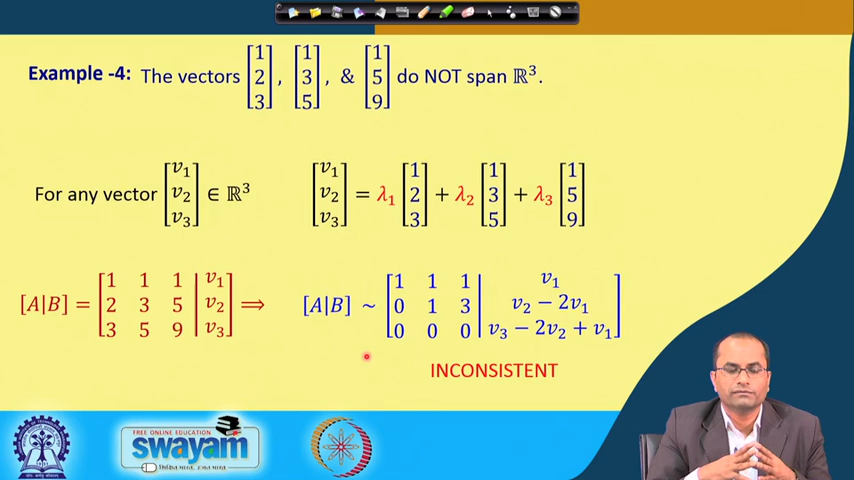 Example -4: The vectors [1 2 3], [1 3 5], & [1 5 9] do NOT span ℝ³.
For any vector [v₁ v₂ v₃] ∈ ℝ³ [v₁ v₂ v₃] = λ₁ [1 2 3] + λ₂ [1 3 5] + λ₃ [1 5 9]
[A|B] = [1 1 1 | v₁
2 3 5 | v₂
3 5 9 | v₃] ⟹ [A|B] ~ [1 1 1 | v₁
0 1 3 | v₂ − 2v₁
0 0 0 | v₃ − 2v₂ + v₁]
INCONSISTENT
FREE ONLINE EDUCATION
swayam